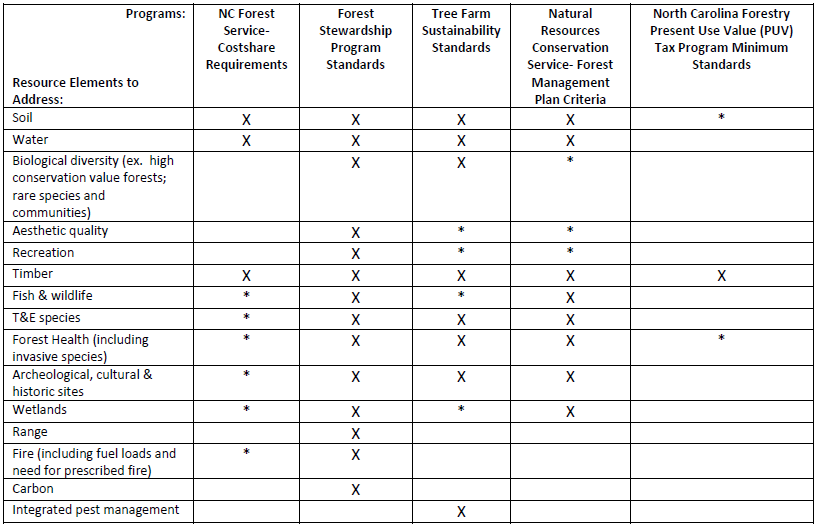 Programs:
Resource Elements to
Address:
NC Forest
Service-
Costshare
Requirements
Forest
Stewardship
Program
Standards
Tree Farm
Sustainability
Standards
Natural
Resources
Conservation
Service- Forest
Management
Plan Criteria
North Carolina Forestry
Present Use Value (PUV)
Tax Program Minimum
Standards
Soil X X X X *
Water X X X X
Biological diversity (ex. high X X *
conservation value forests;
rare species and
communities)
Aesthetic quality X * *
Recreation X * *
Timber X X X X X
Fish & wildlife * X * X
T&E species * X X X
Forest Health (including * X X X *
invasive species)
Archeological, cultural & * X X X
historic sites
Wetlands * X * X
Range X
Fire (including fuel loads and * X
need for prescribed fire)
Carbon X
Integrated pest management X